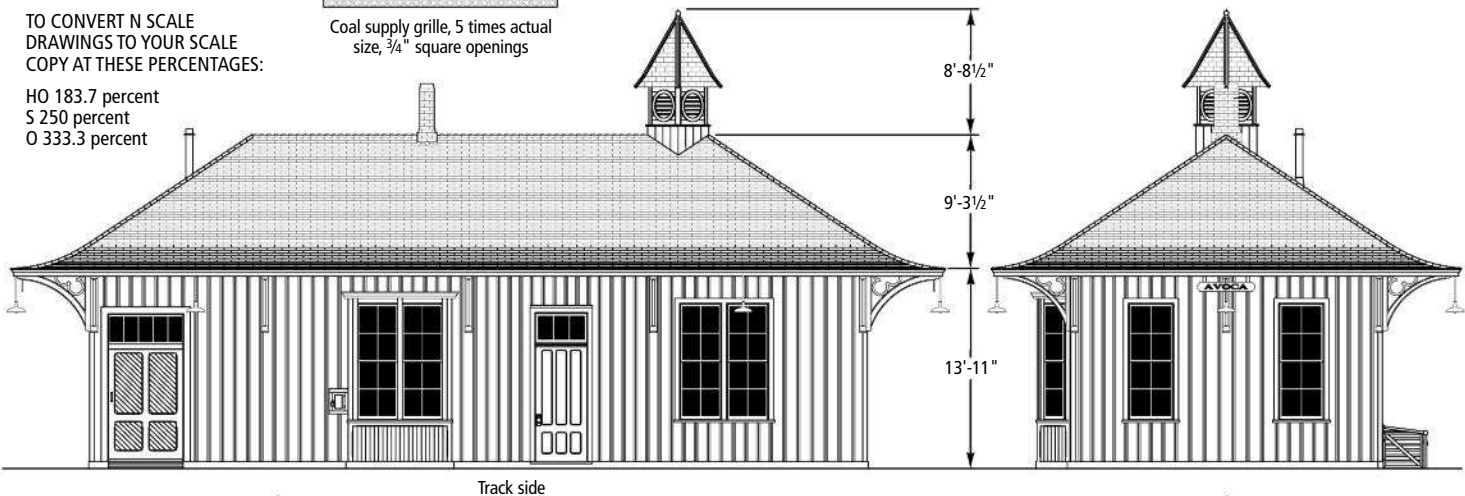 TO CONVERT N SCALE
DRAWINGS TO YOUR SCALE
COPY AT THESE PERCENTAGES:
HO 183.7 percent
S 250 percent
O 333.3 percent
Coal supply grille, 5 times actual
size, ¾" square openings
8'-8½"
9'-3½"
13'-11"
AVOCA
Track side